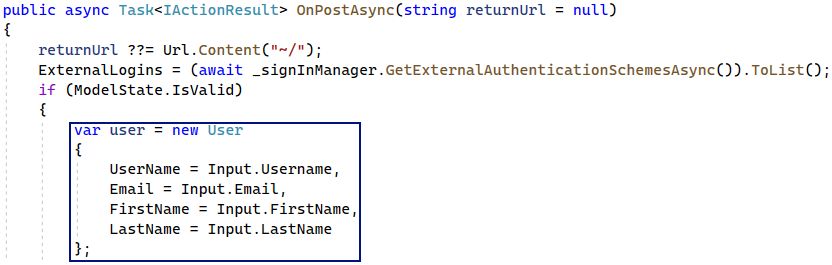 public async Task<IActionResult> OnPostAsync(string returnUrl = null)
{
returnUrl ??= Url.Content("~/");
ExternalLogins = (await _signInManager.GetExternalAuthenticationSchemesAsync()).ToList();
if (ModelState.IsValid)
{
var user = new User
{
UserName = Input.Username,
Email = Input.Email,
FirstName = Input.FirstName,
LastName = Input.LastName
};